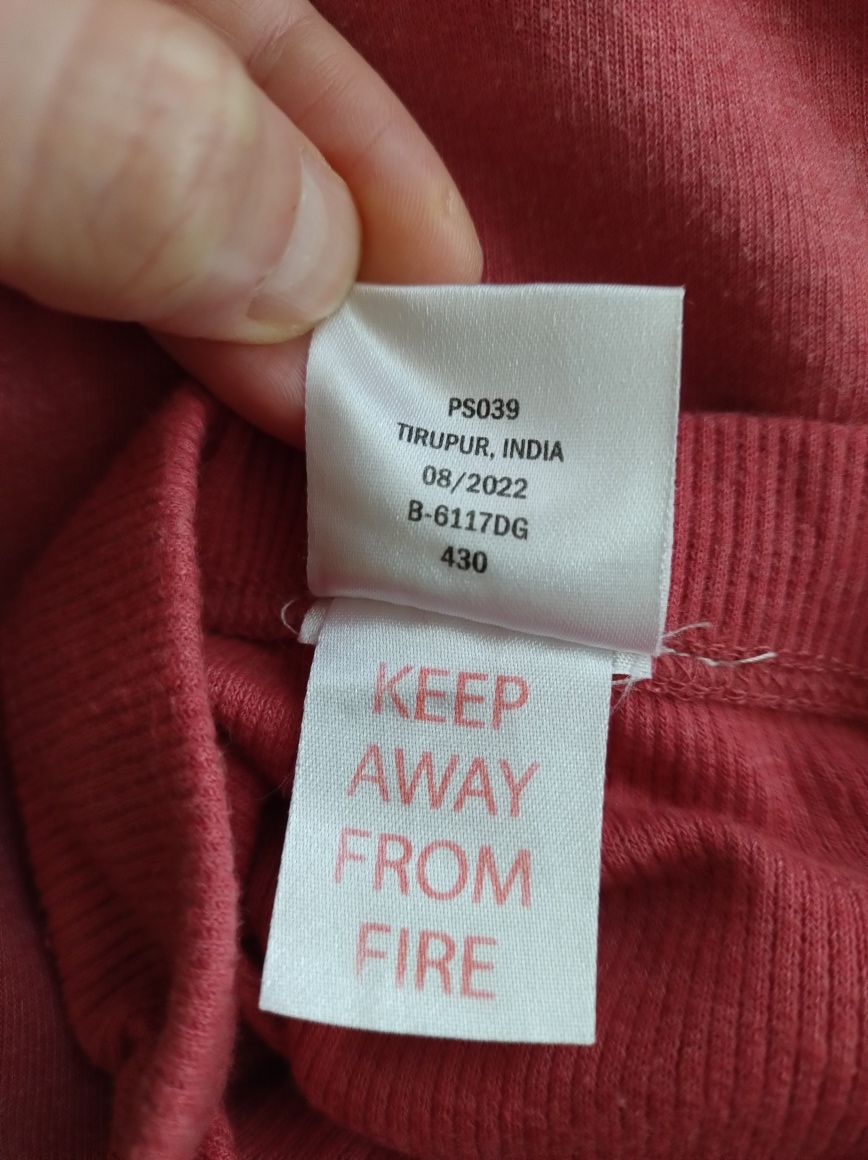 PS039
TIRUPUR, INDIA
08/2022
B-6117DG
430
KEEP
AWAY
FROM
FIRE